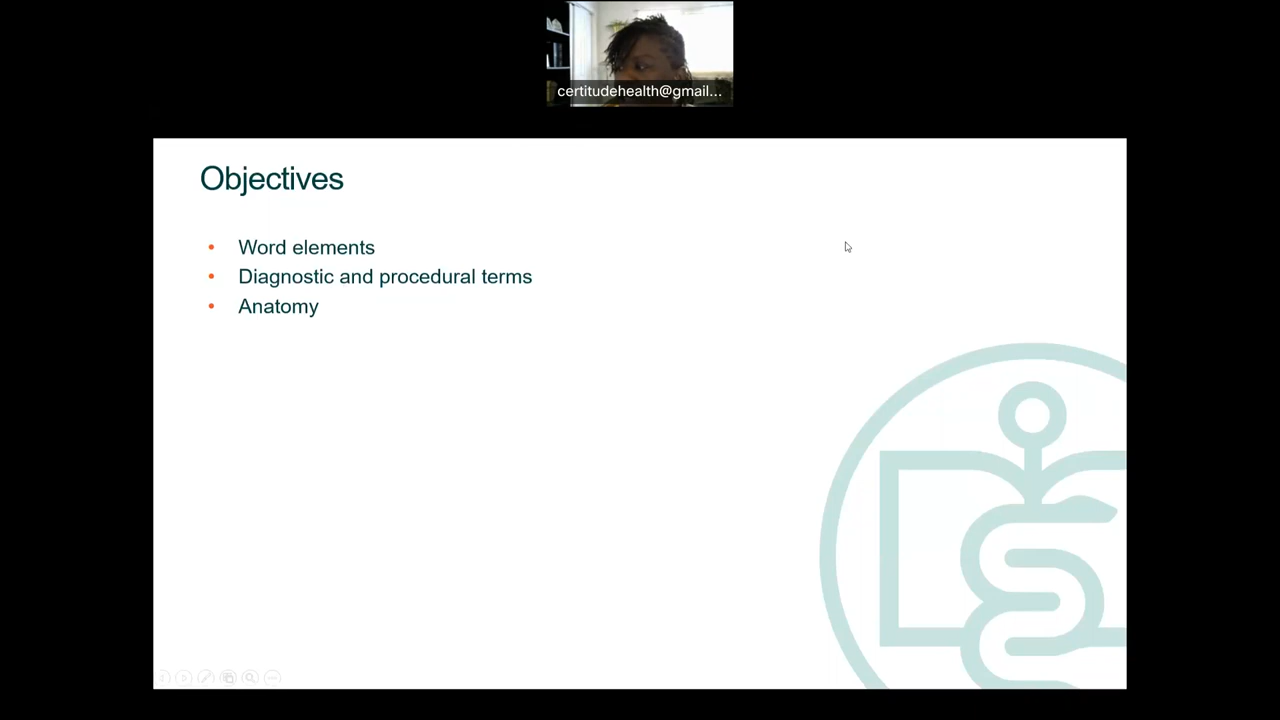 certitudehealth@gmail...
Objectives
• Word elements
• Diagnostic and procedural terms
• Anatomy